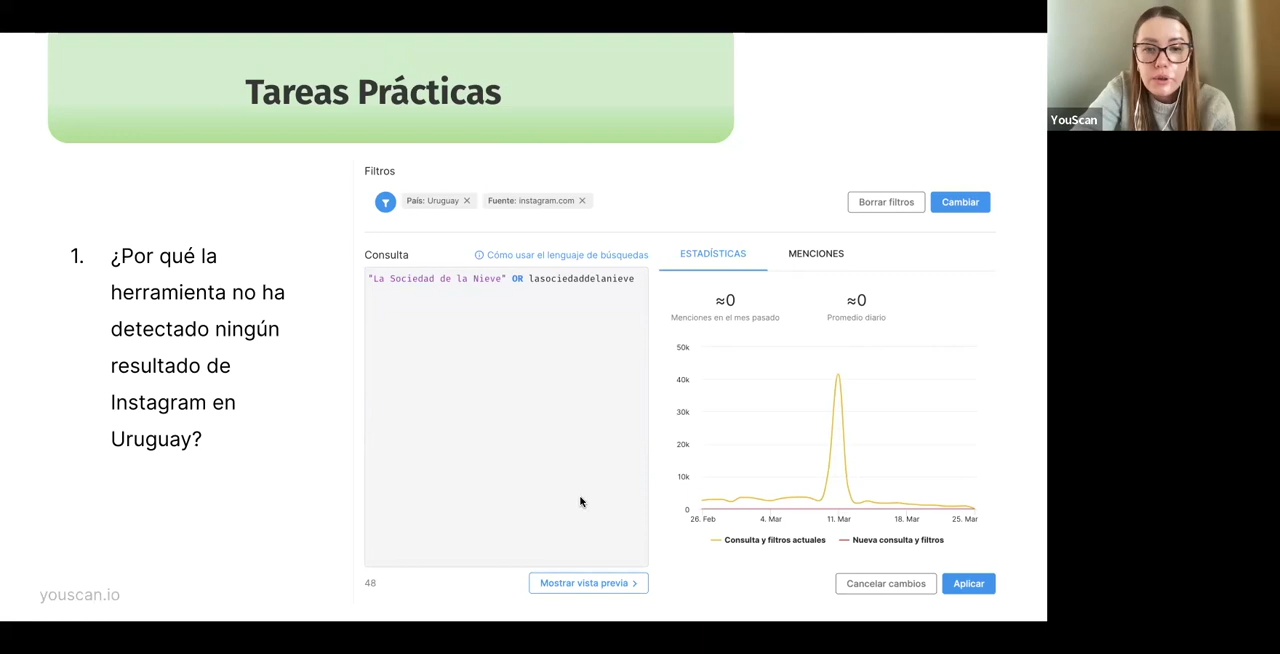 Tareas Prácticas
YouScan
1. ¿Por qué la
herramienta no ha
detectado ningún
resultado de
Instagram en
Uruguay?
Filtros
País: Uruguay ✕ Fuente: instagram.com ✕
Borrar filtros Cambiar
Consulta Cómo usar el lenguaje de búsquedas
"La Sociedad de la Nieve" OR lasociedaddelanieve
48
Mostrar vista previa >
ESTADÍSTICAS MENCIONES
≈0 ≈0
Menciones en el mes pasado Promedio diario
50k
40k
30k
20k
10k
0
26. Feb 4. Mar 11. Mar 18. Mar 25. Mar
Consulta y filtros actuales Nueva consulta y filtros
Cancelar cambios Aplicar
youscan.io